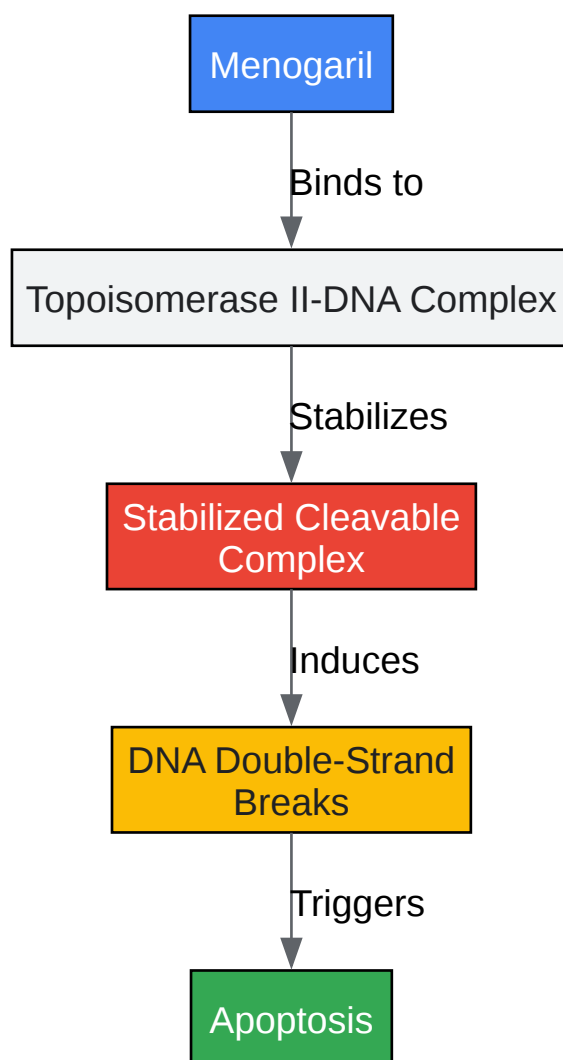 Menogaril
Binds to
Topoisomerase II-DNA Complex
Stabilizes
Stabilized Cleavable
Complex
Induces
DNA Double-Strand
Breaks
Triggers
Apoptosis